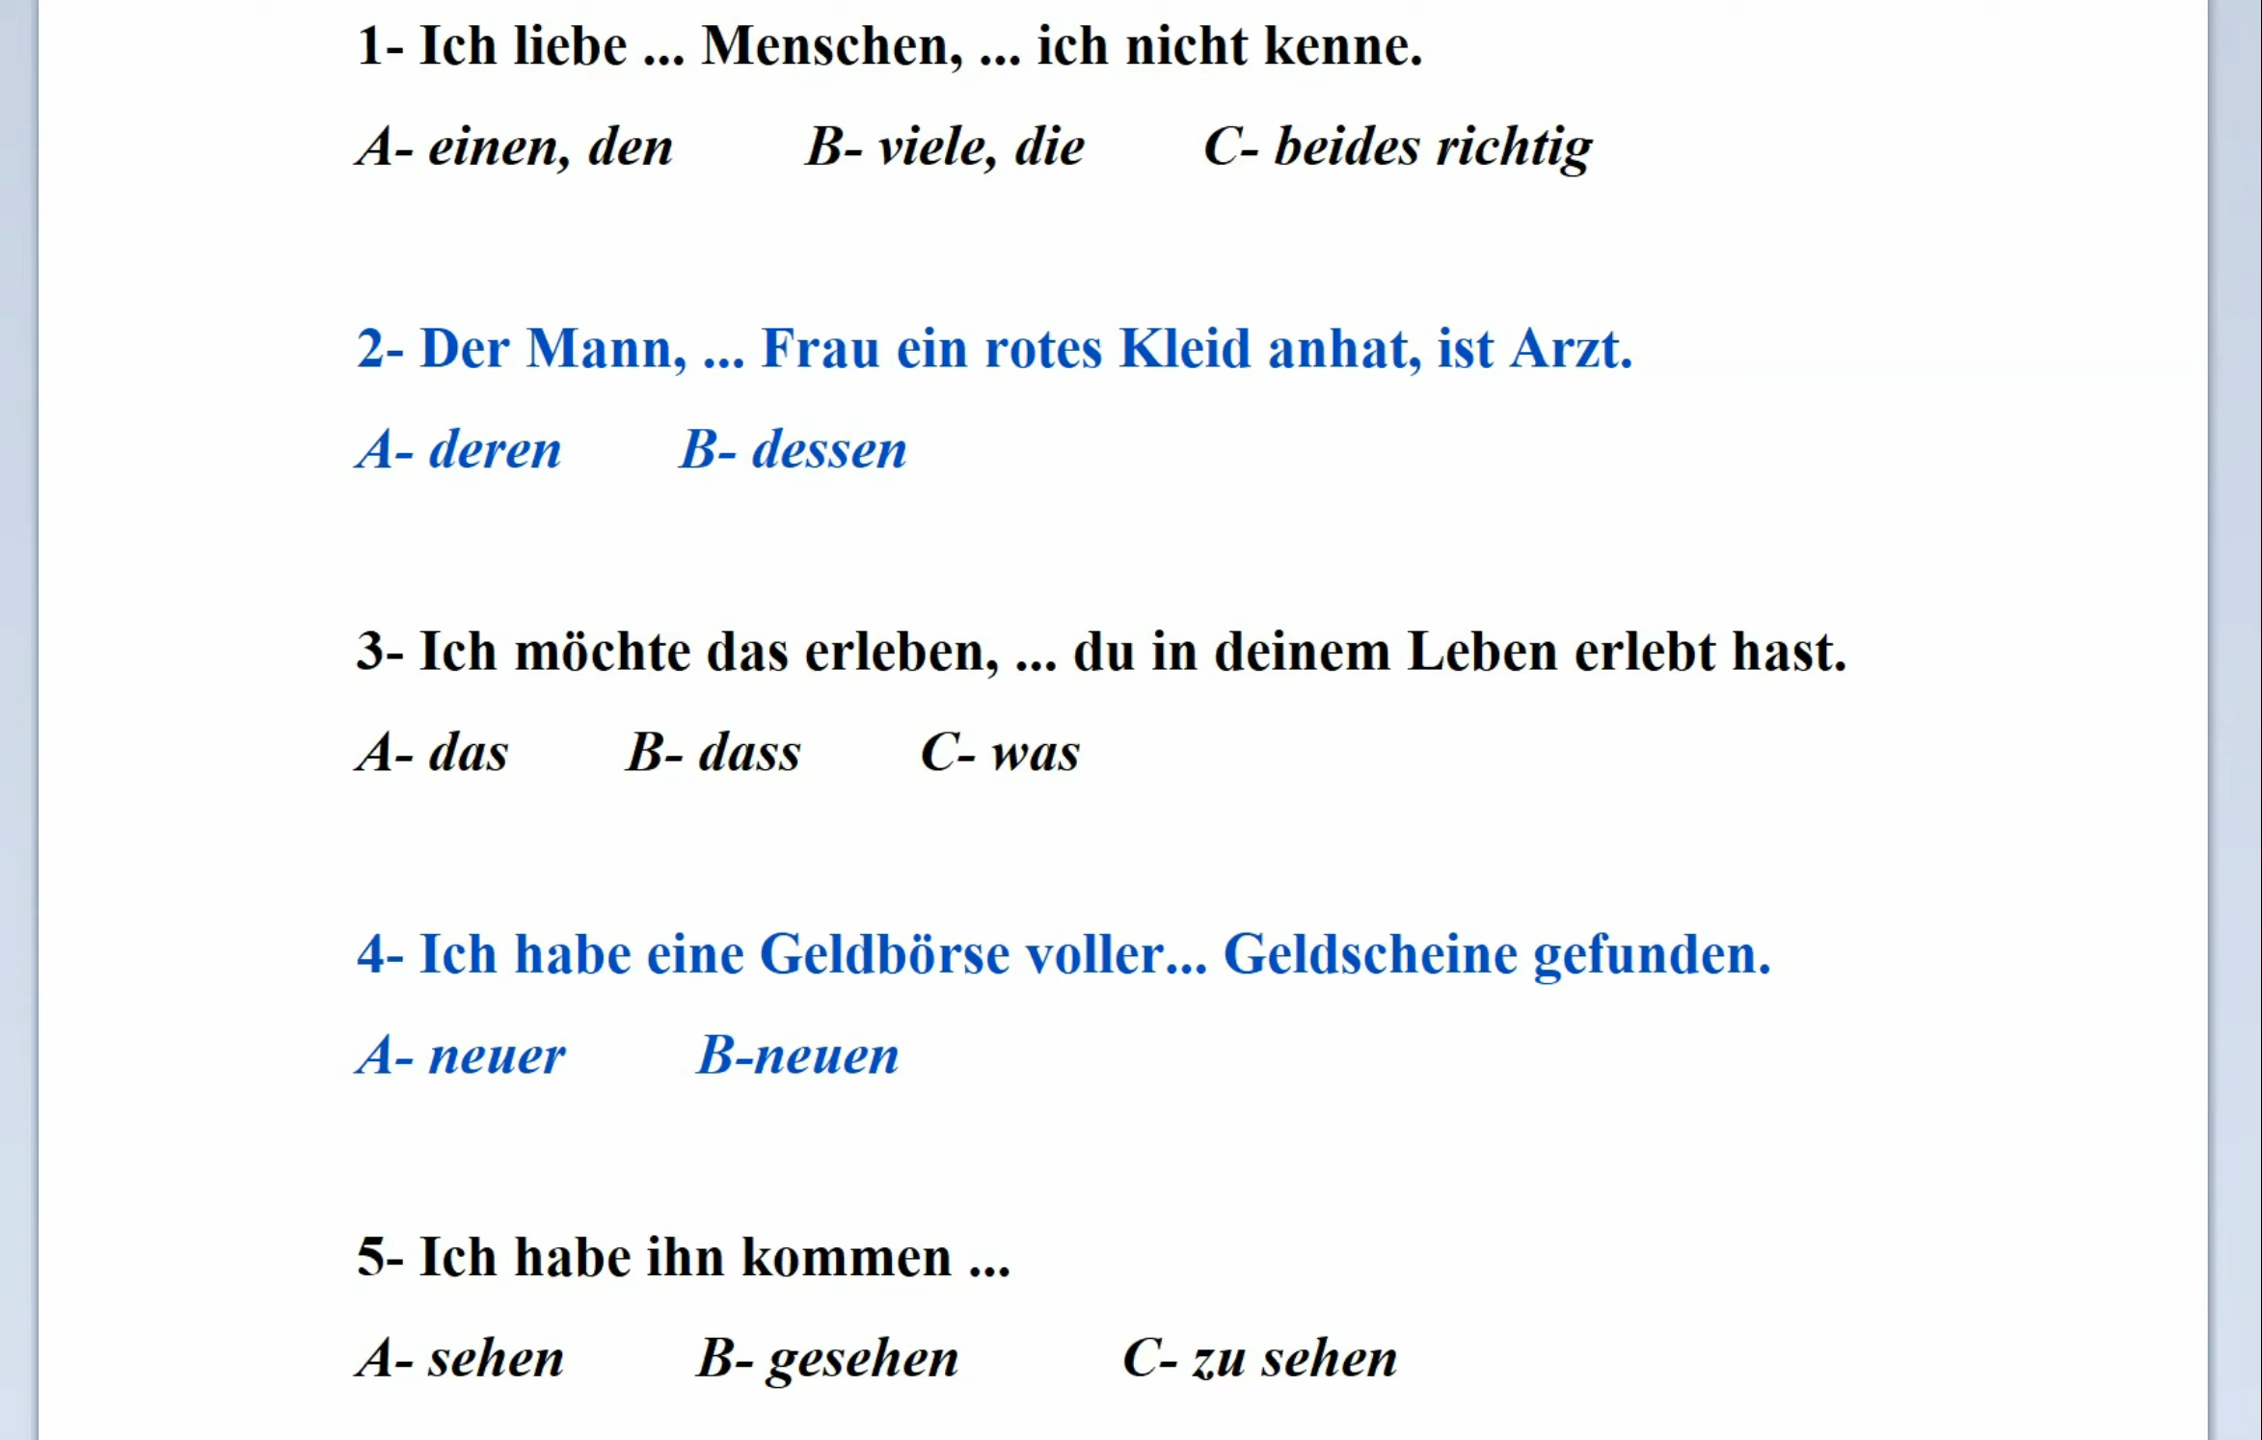 1- Ich liebe ... Menschen, ... ich nicht kenne.
A- einen, den B- viele, die C- beides richtig
2- Der Mann, ... Frau ein rotes Kleid anhat, ist Arzt.
A- deren B- dessen
3- Ich möchte das erleben, ... du in deinem Leben erlebt hast.
A- das B- dass C- was
4- Ich habe eine Geldbörse voller... Geldscheine gefunden.
A- neuer B-neuen
5- Ich habe ihn kommen ...
A- sehen B- gesehen C- zu sehen